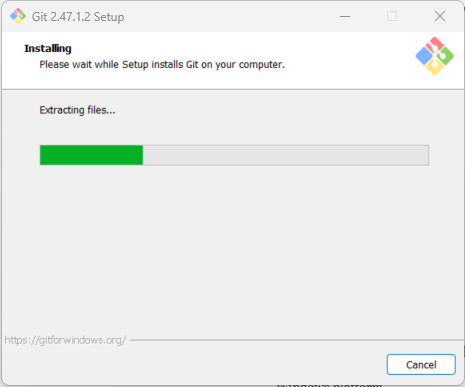 Git 2.47.1.2 Setup
Installing
Please wait while Setup installs Git on your computer.
Extracting files...
https://gitforwindows.org/
Cancel